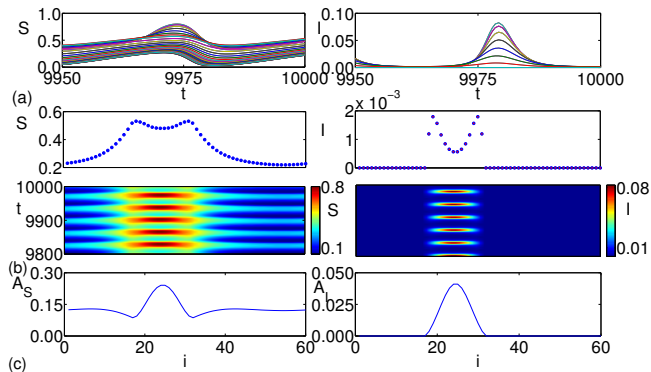 S 1.0 0.5 0.0 9950 9975 10000 t
I 0.10 0.05 0.00 9950 9975 10000 t
(a)
S 0.6 0.4 0.2
I x 10⁻³ 2 1 0
t 10000 9900 9800 0.8 0.1 S
0.08 0.01 I
(b)
A_S 0.30 0.15 0.00 0 20 40 60 i
A_I 0.050 0.025 0.000 0 20 40 60 i
(c)